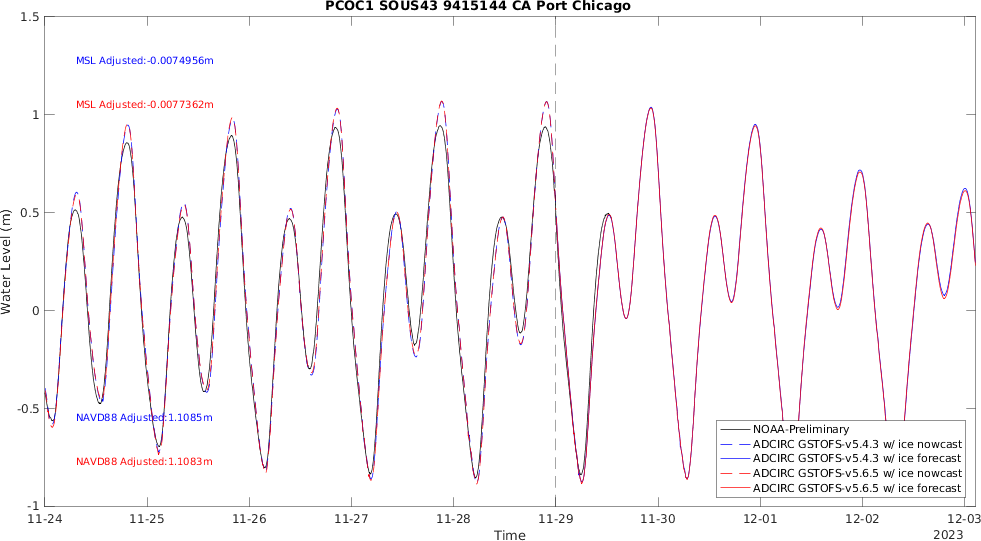 PCOC1 SOUS43 9415144 CA Port Chicago
1.5
1
0.5
0
-0.5
-1
Water Level (m)
MSL Adjusted:-0.0074956m
MSL Adjusted:-0.0077362m
NAVD88 Adjusted:1.1085m
NAVD88 Adjusted:1.1083m
NOAA-Preliminary
ADCIRC GSTOFS-v5.4.3 w/ ice nowcast
ADCIRC GSTOFS-v5.4.3 w/ ice forecast
ADCIRC GSTOFS-v5.6.5 w/ ice nowcast
ADCIRC GSTOFS-v5.6.5 w/ ice forecast
11-24 11-25 11-26 11-27 11-28 11-29 11-30 12-01 12-02 12-03
2023
Time